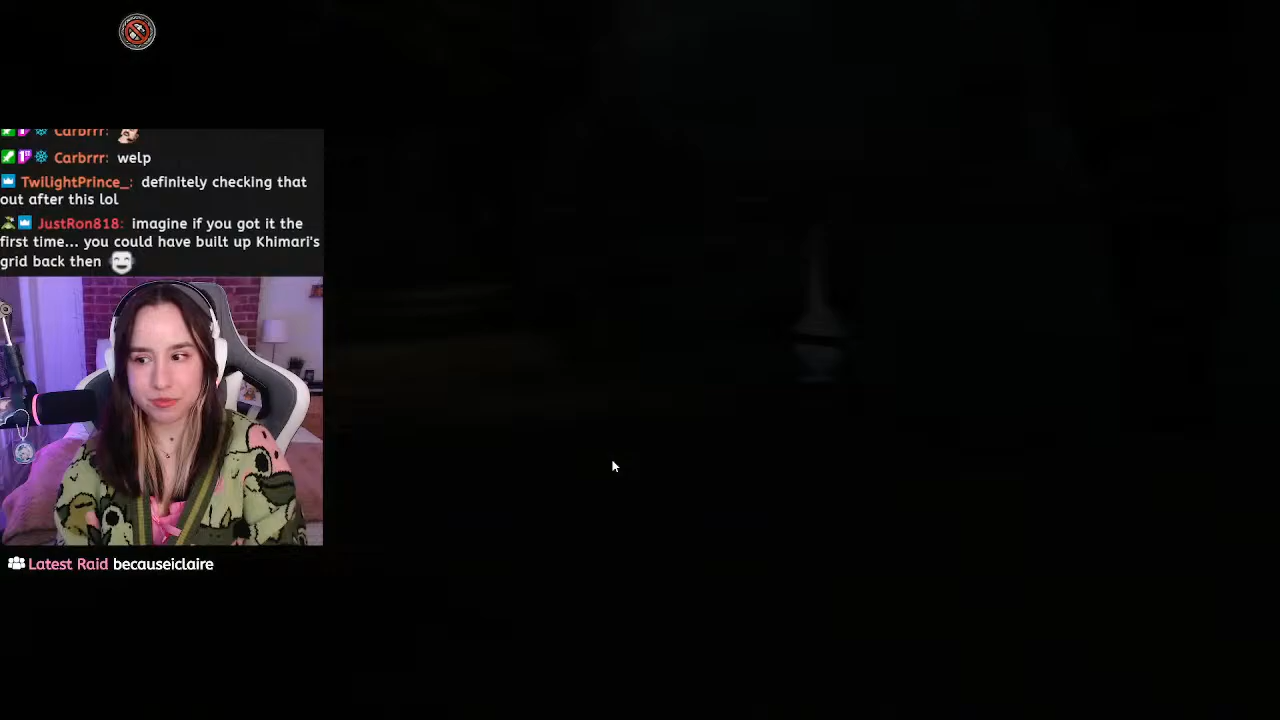 Carbrrr:
Carbrrr: welp
TwilightPrince_: definitely checking that
out after this lol
JustRon818: imagine if you got it the
first time... you could have built up Khimari's
grid back then
Latest Raid becauseiclaire